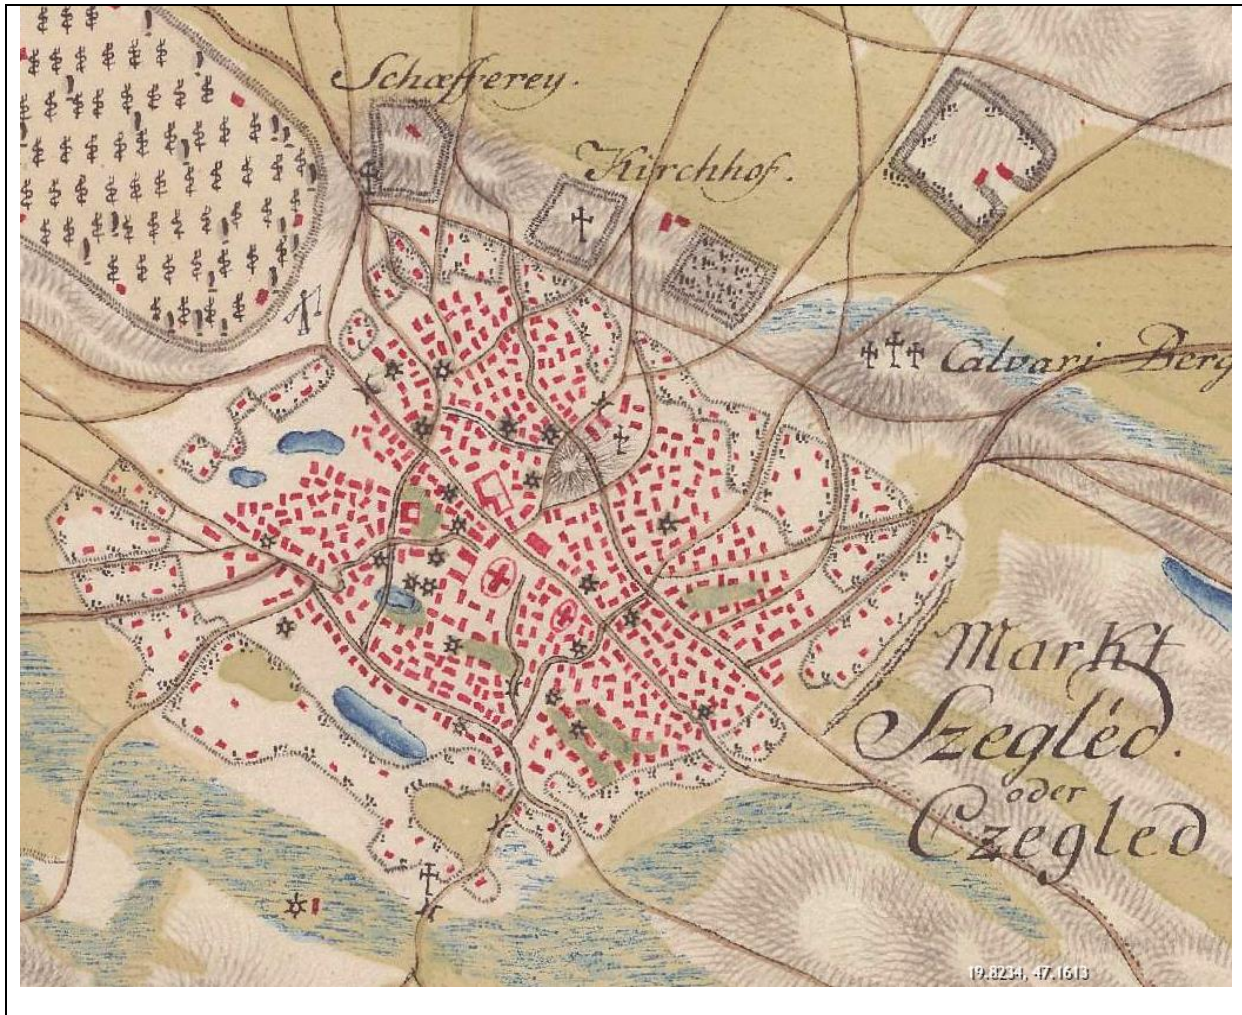 Schæfferey.
Kirchhof.
Calvari Berg
Markt
Szegléd.
oder
Czegled
19.8234, 47.1613